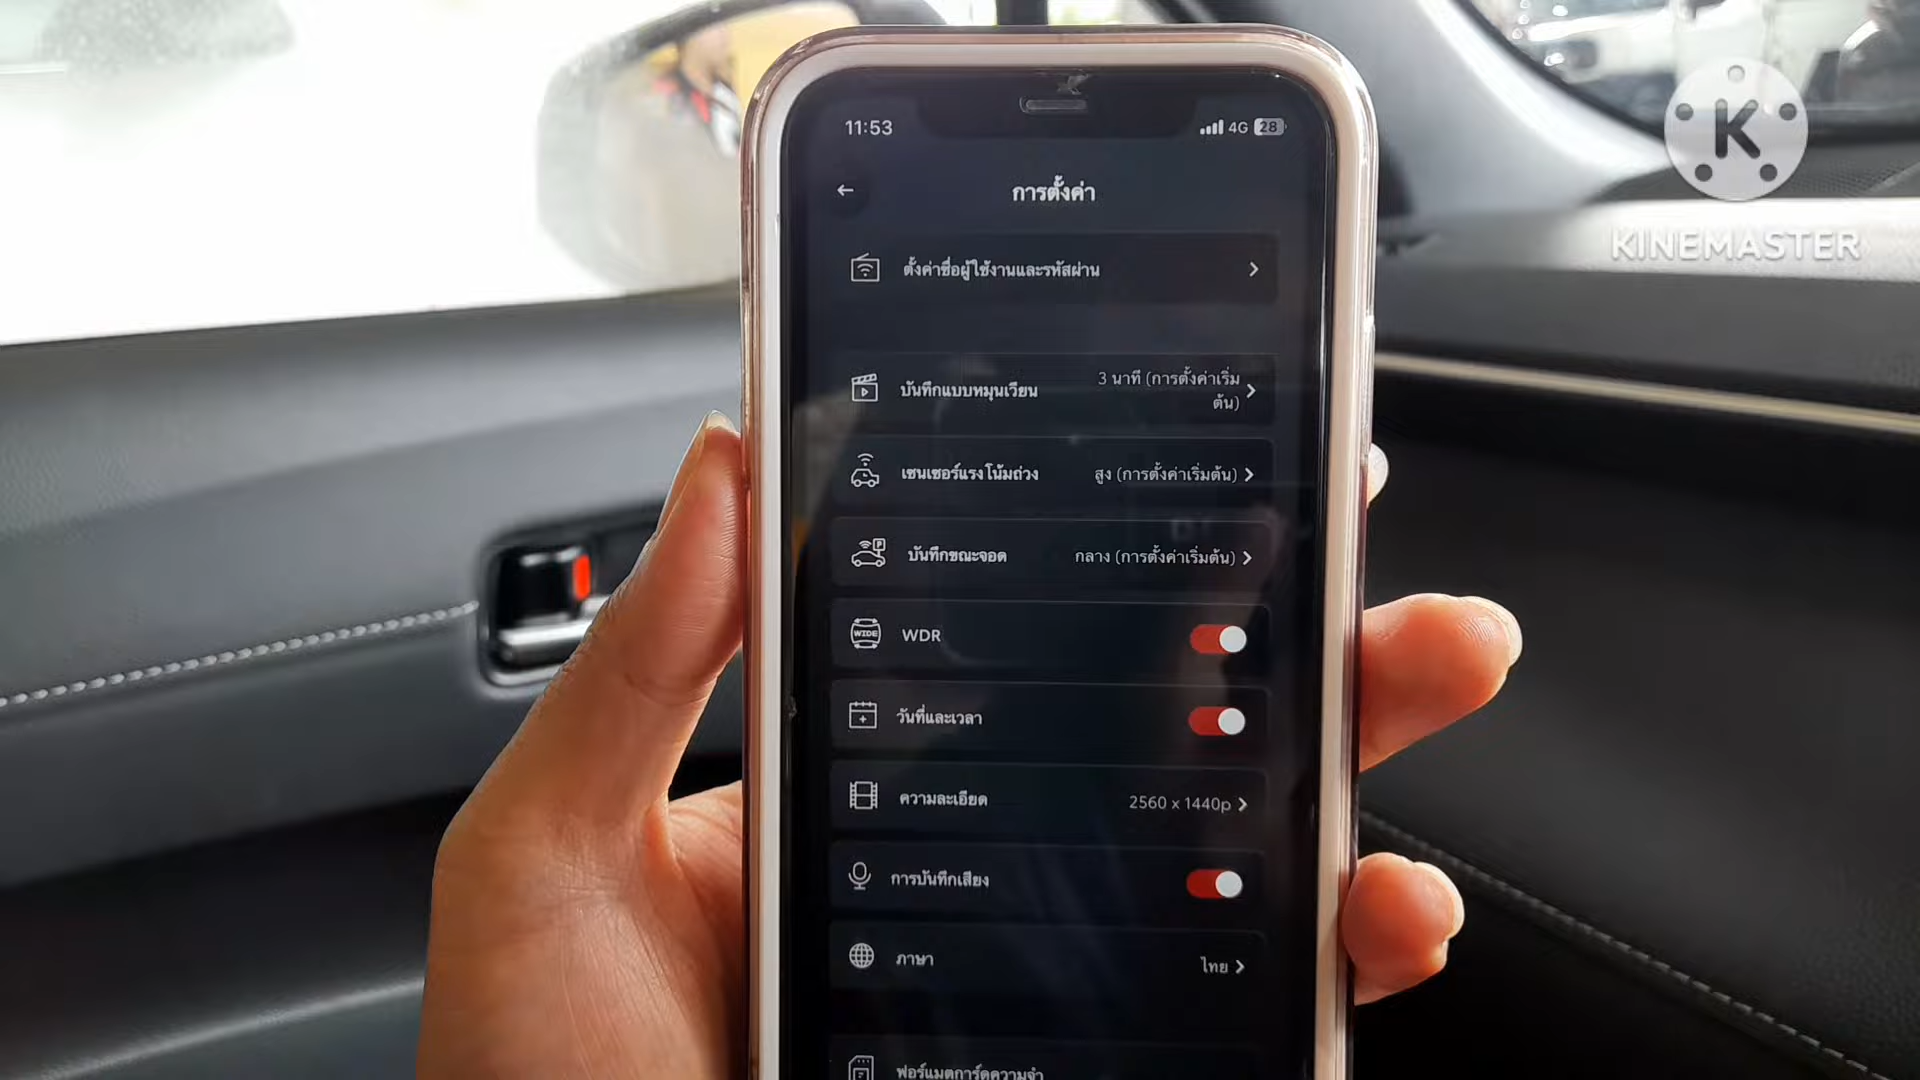 11:53
4G 28
การตั้งค่า
ตั้งค่าชื่อผู้ใช้งานและรหัสผ่าน
บันทึกแบบหมุนเวียน
3 นาที (การตั้งค่าเริ่ม
ต้น)
เซนเซอร์แรงโน้มถ่วง
สูง (การตั้งค่าเริ่มต้น)
P
บันทึกขณะจอด
กลาง (การตั้งค่าเริ่มต้น)
WIDE
WDR
วันที่และเวลา
ความละเอียด
2560 x 1440p
การบันทึกเสียง
ภาษา
ไทย
ฟอร์แมตการ์ดความจำ
K
KINEMASTER